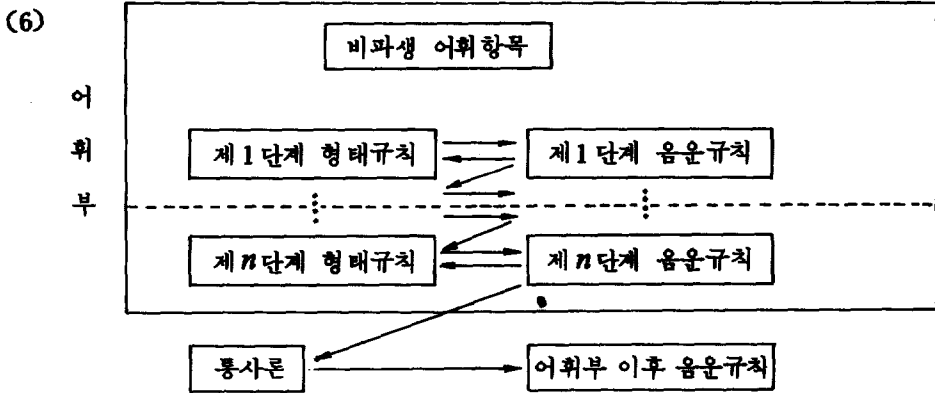 (6)
비파생 어휘항목
어
휘
부
제1단계 형태규칙 제1단계 음운규칙
제n단계 형태규칙 제n단계 음운규칙
통사론 어휘부 이후 음운규칙